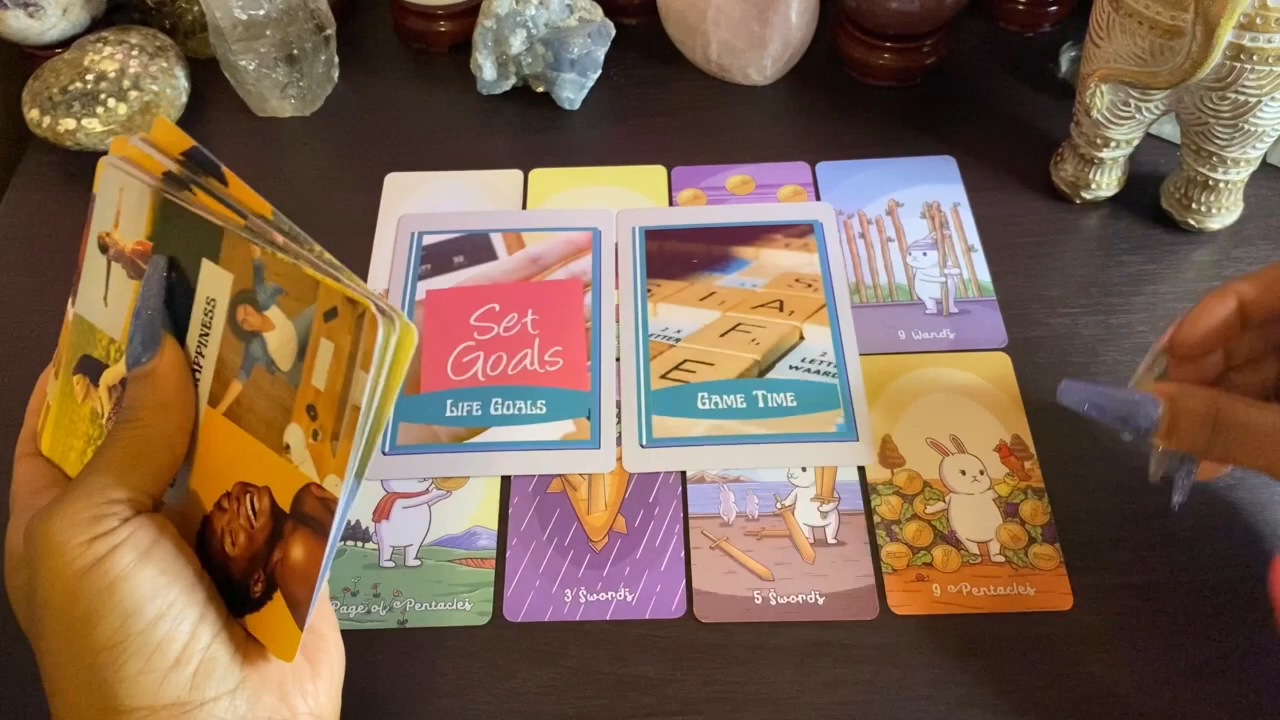 HAPPINESS
Set
Goals
LIFE GOALS
S
I A
F
E
GAME TIME
9 Wands
Page of Pentacles
3 Swords
5 Swords
9 Pentacles